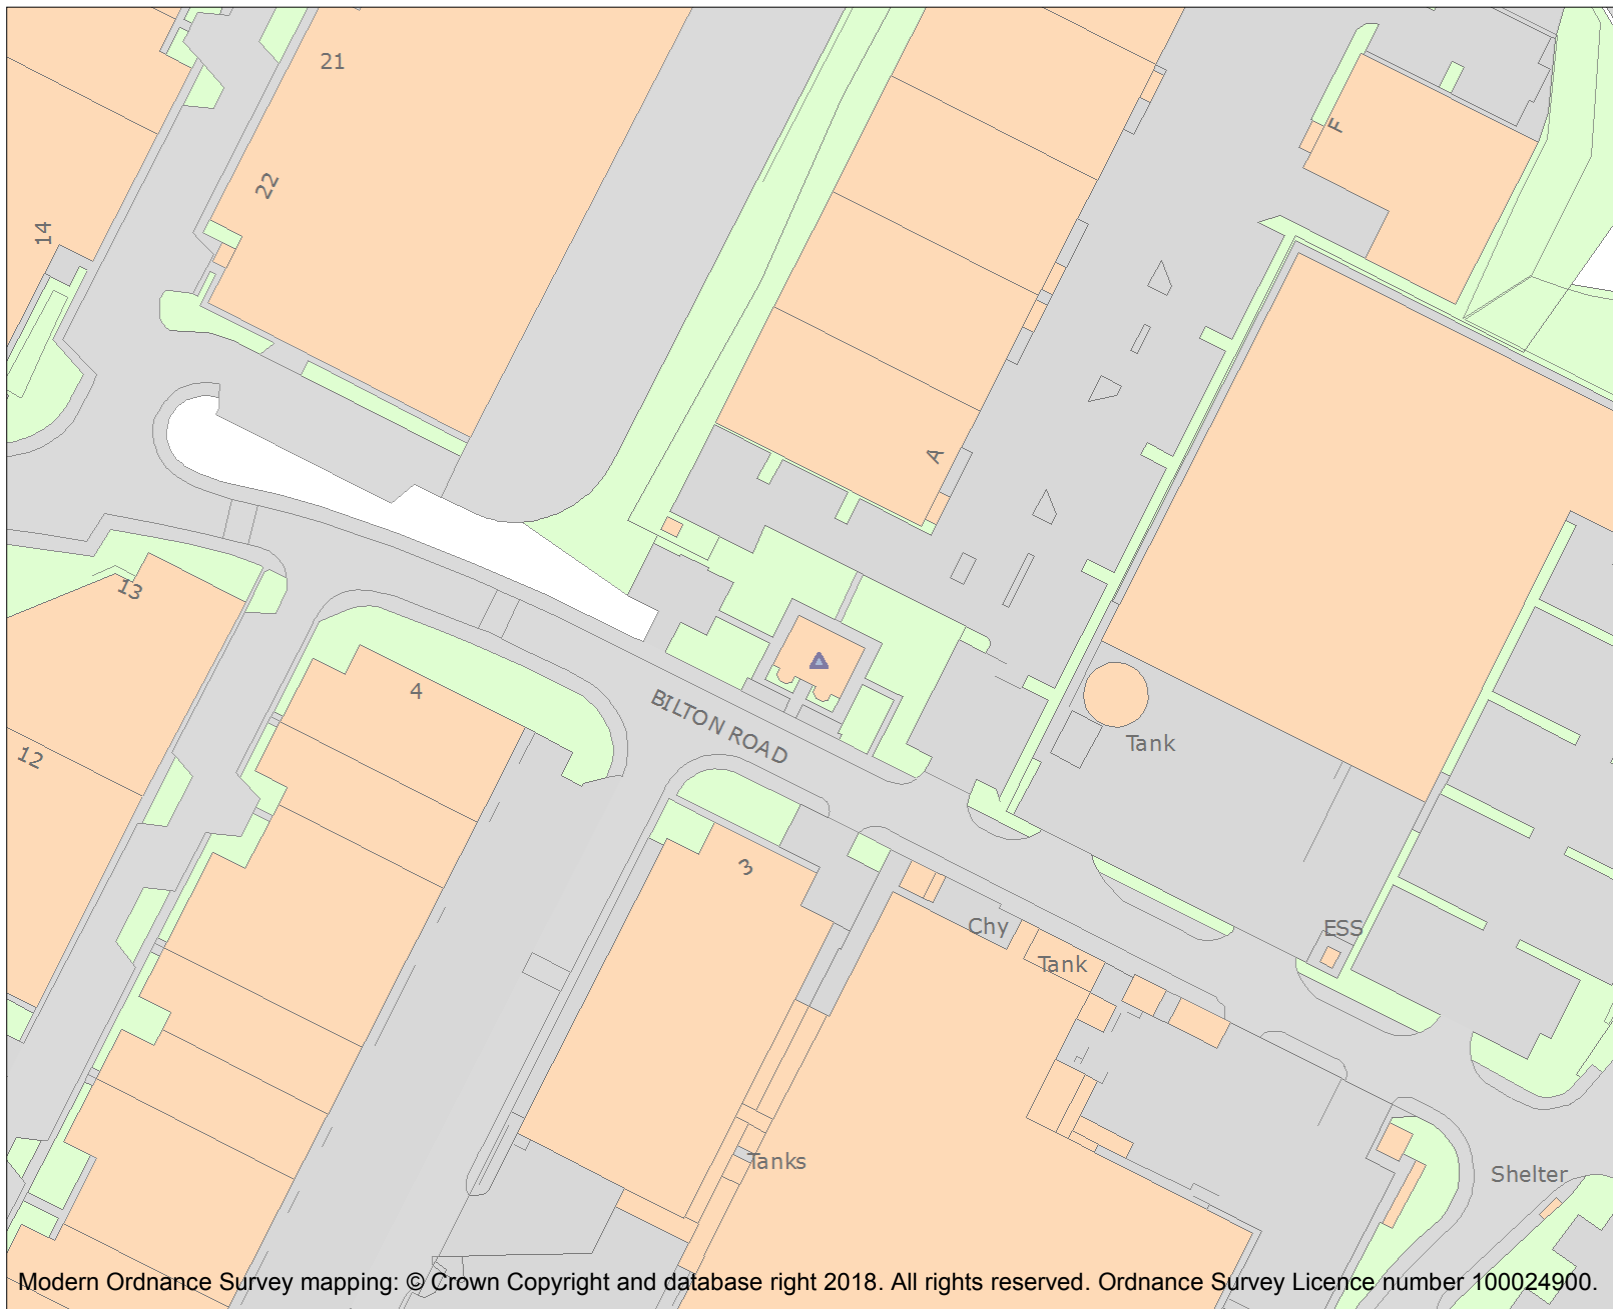 21
F
22
14
A
13
4
BILTON ROAD
12
Tank
3
Chy
ESS
Tank
Tanks
Shelter
Modern Ordnance Survey mapping: © Crown Copyright and database right 2018. All rights reserved. Ordnance Survey Licence number 100024900.